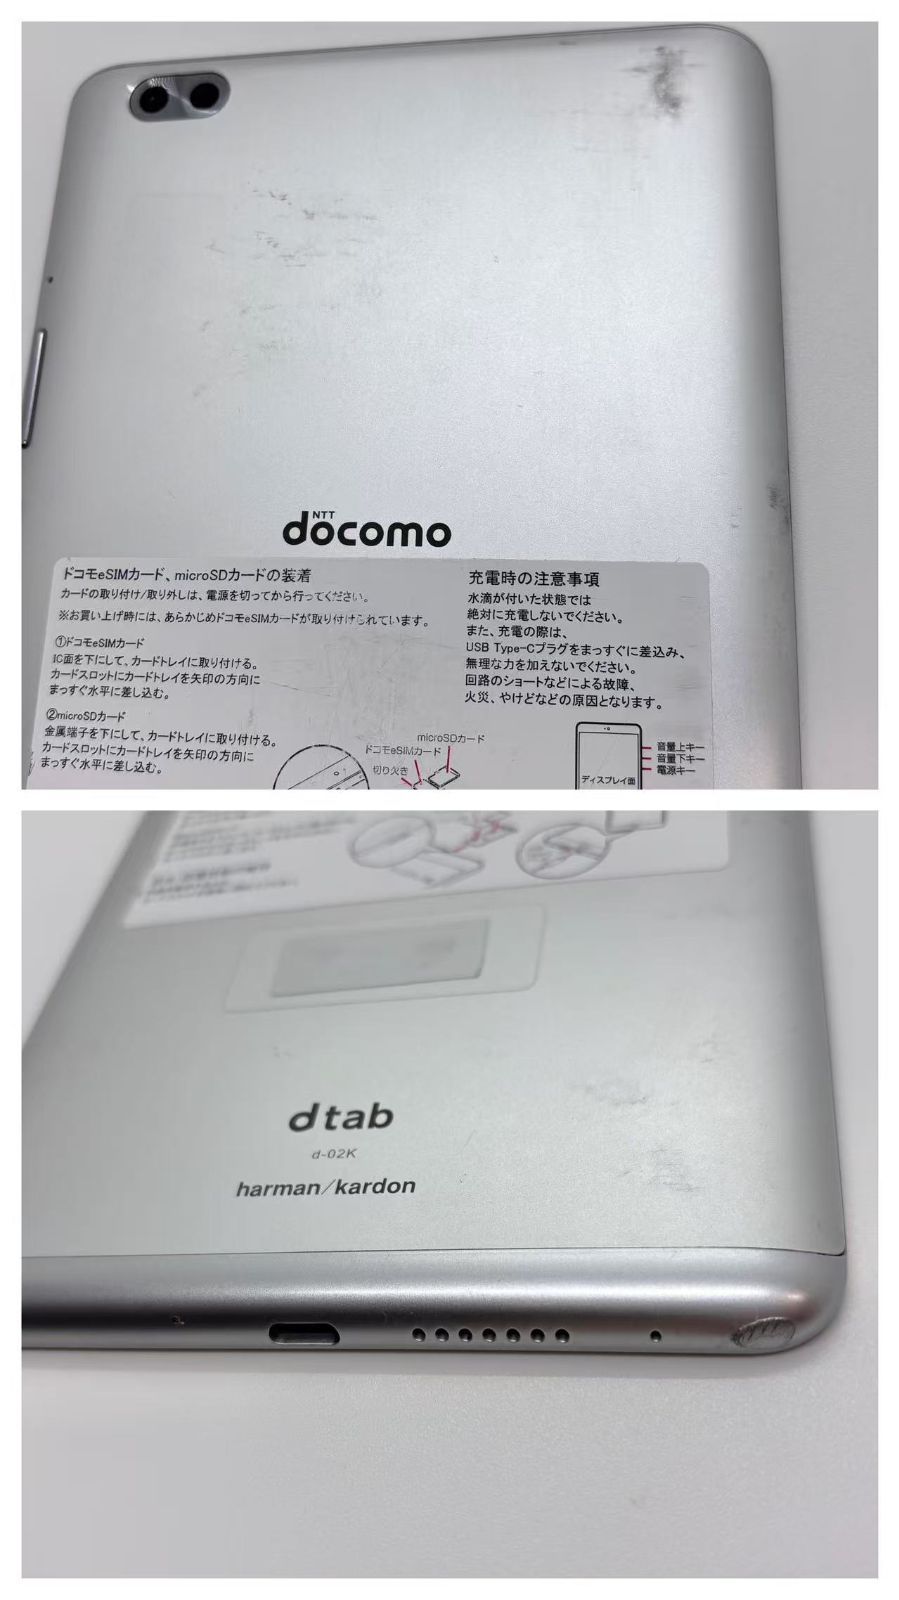 NTT
döcomo
ドコモeSIMカード、microSDカードの装着
カードの取り付け/取り外しは、電源を切ってから行ってください。
※お買い上げ時には、あらかじめドコモeSIMカードが取り付けられています。
①ドコモeSIMカード
IC面を下にして、カードトレイに取り付ける。
カードスロットにカードトレイを矢印の方向に
まっすぐ水平に差し込む。
②microSDカード
金属端子を下にして、カードトレイに取り付ける。
カードスロットにカードトレイを矢印の方向に
まっすぐ水平に差し込む。
microSDカード
ドコモeSIMカード
切り欠き
充電時の注意事項
水滴が付いた状態では
絶対に充電しないでください。
また、充電の際は、
USB Type-Cプラグをまっすぐに差込み、
無理な力を加えないでください。
回路のショートなどによる故障、
火災、やけどなどの原因となります。
音量上キー
音量下キー
電源キー
ディスプレイ面
dtab
d-02K
harman/kardon